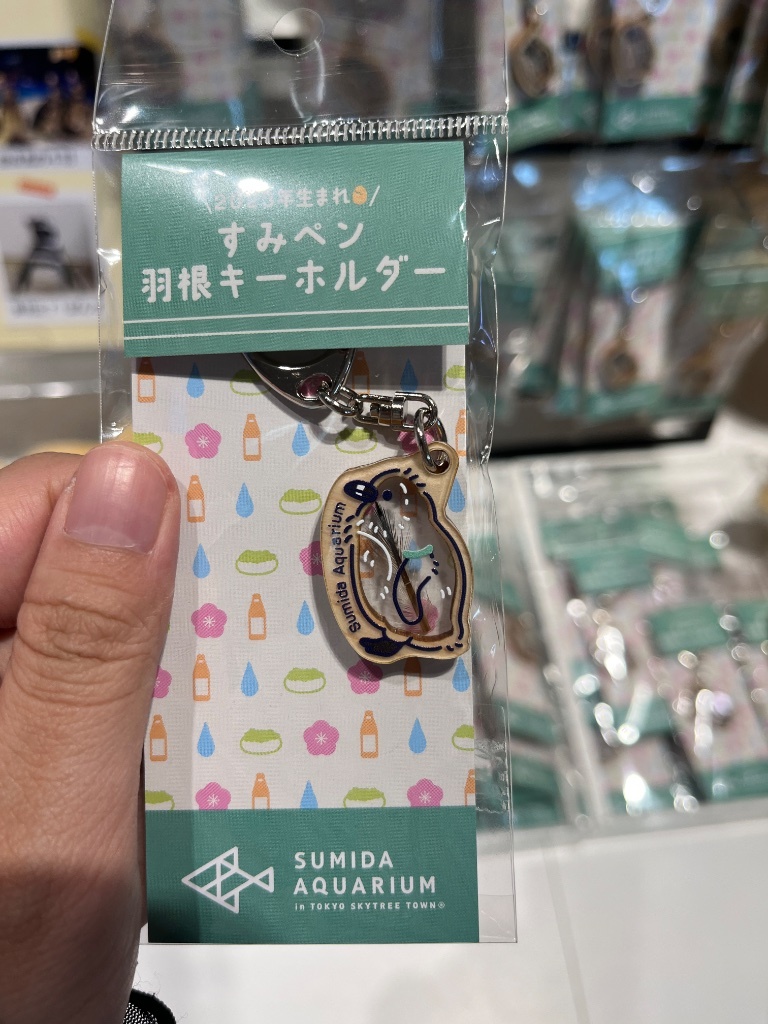 2023年生まれ
すみペン
羽根キーホルダー
Sumida Aquarium
SUMIDA
AQUARIUM
in TOKYO SKYTREE TOWN®